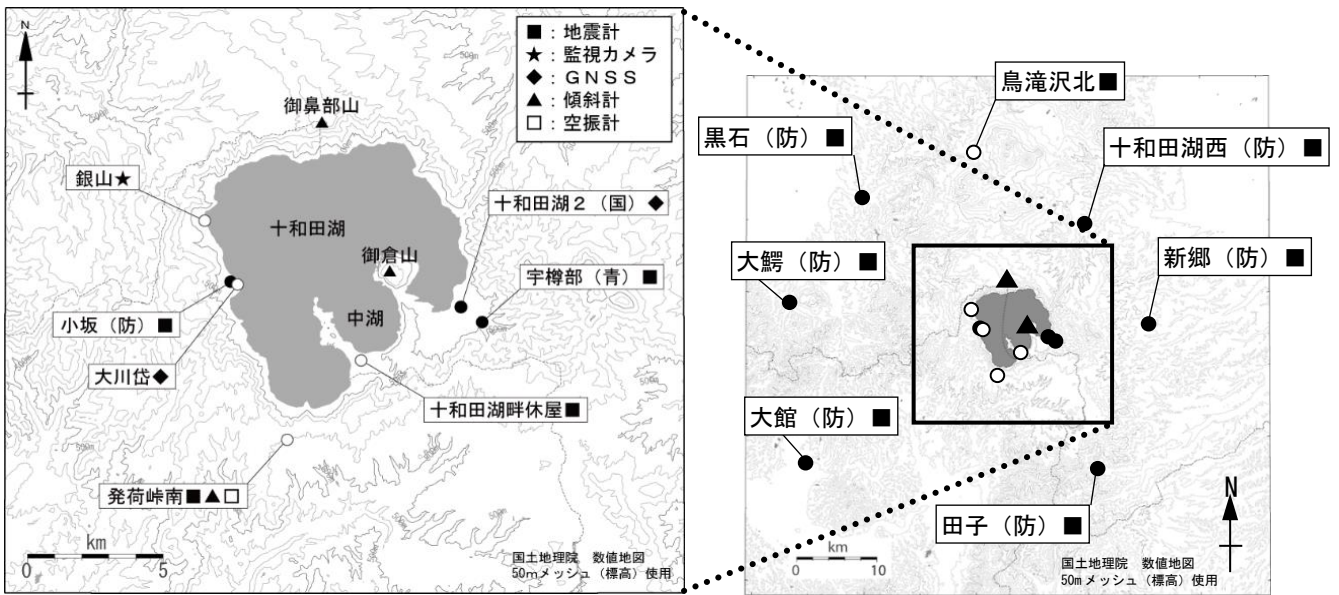 N
■：地震計
★：監視カメラ
◆：ＧＮＳＳ
▲：傾斜計
□：空振計
御鼻部山
銀山★
十和田湖
十和田湖２（国）◆
御倉山
宇樽部（青）■
中湖
小坂（防）■
大川岱◆
十和田湖畔休屋■
発荷峠南■▲□
km
0 5
国土地理院　数値地図
50ｍメッシュ（標高）使用
鳥滝沢北■
黒石（防）■
十和田湖西（防）■
大鰐（防）■
新郷（防）■
大館（防）■
田子（防）■
N
km
0 10
国土地理院　数値地図
50ｍメッシュ（標高）使用